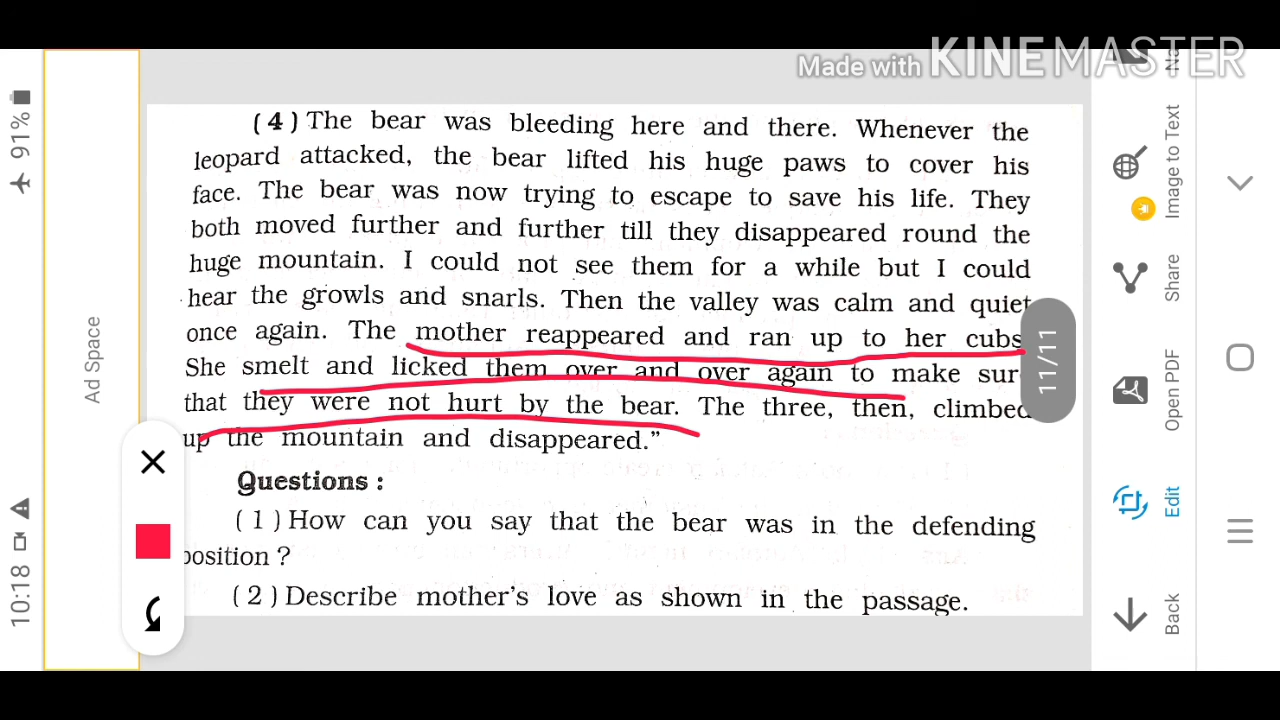 Made with KINEMASTER
91%
10:18
Ad Space
( 4 ) The bear was bleeding here and there. Whenever the
leopard attacked, the bear lifted his huge paws to cover his
face. The bear was now trying to escape to save his life. They
both moved further and further till they disappeared round the
huge mountain. I could not see them for a while but I could
hear the growls and snarls. Then the valley was calm and quiet
once again. The mother reappeared and ran up to her cubs
She smelt and licked them over and over again to make sur
that they were not hurt by the bear. The three, then, climbed
up the mountain and disappeared.”
Questions :
( 1 ) How can you say that the bear was in the defending
position ?
( 2 ) Describe mother's love as shown in the passage.
11/11
Image to Text
Share
Open PDF
Edit
Back